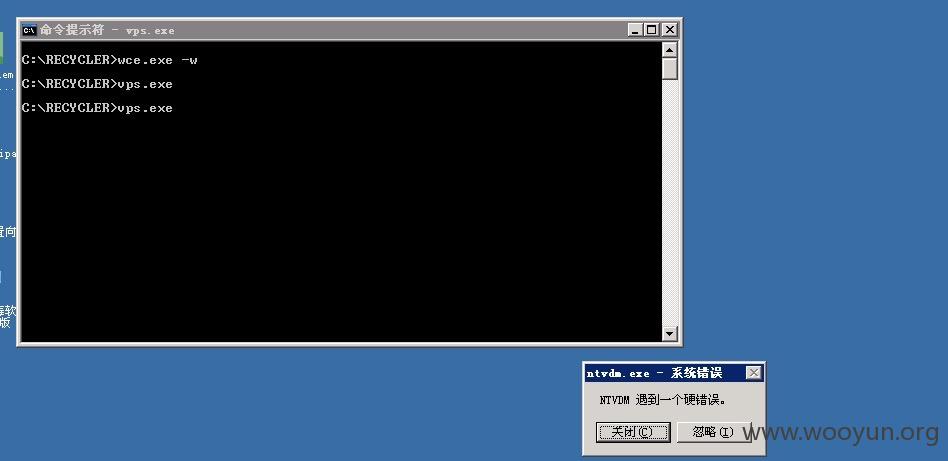 命令提示符 - vps.exe
C:\RECYCLER>wce.exe -w
C:\RECYCLER>vps.exe
C:\RECYCLER>vps.exe
ntvdm.exe - 系统错误
NTVDM 遇到一个硬错误。
关闭(C) 忽略(I)
www.wooyun.org